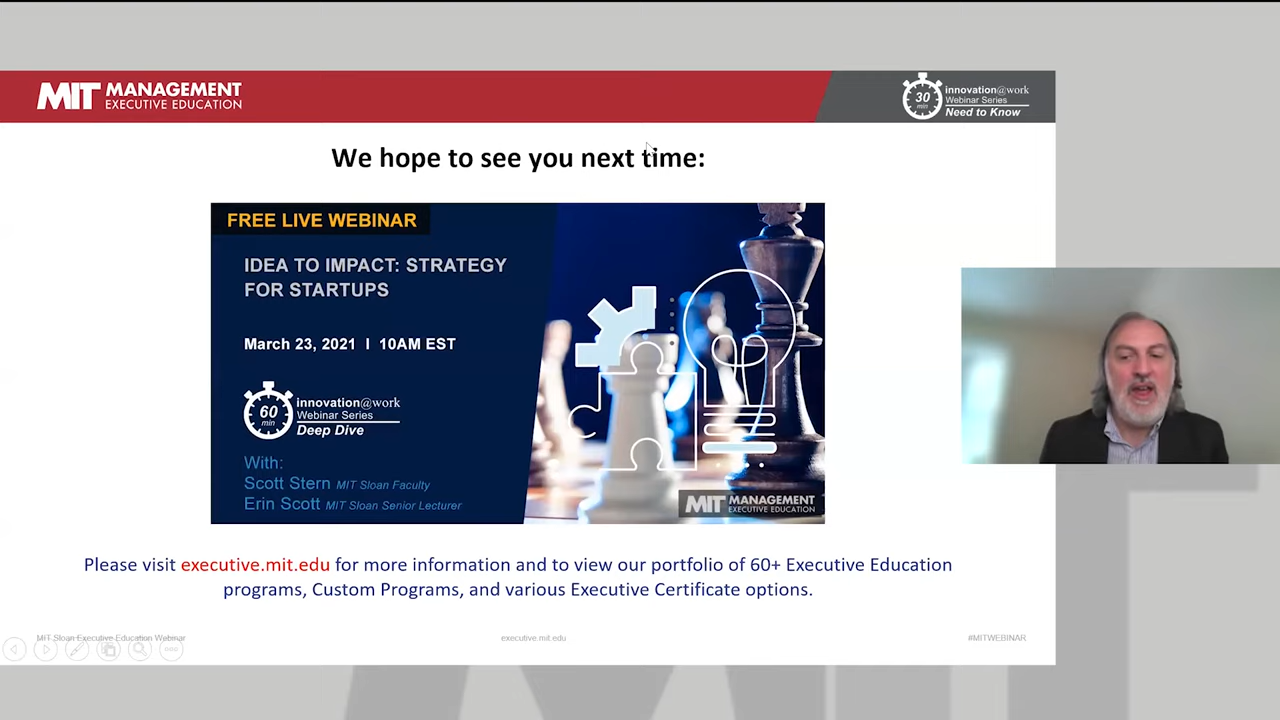 MIT MANAGEMENT
EXECUTIVE EDUCATION
30
min
innovation@work
Webinar Series
Need to Know
We hope to see you next time:
FREE LIVE WEBINAR
IDEA TO IMPACT: STRATEGY
FOR STARTUPS
March 23, 2021 I 10AM EST
60
min
innovation@work
Webinar Series
Deep Dive
With:
Scott Stern MIT Sloan Faculty
Erin Scott MIT Sloan Senior Lecturer
MIT MANAGEMENT
EXECUTIVE EDUCATION
Please visit executive.mit.edu for more information and to view our portfolio of 60+ Executive Education
programs, Custom Programs, and various Executive Certificate options.
MIT Sloan Executive Education Webinar
executive.mit.edu
#MITWEBINAR